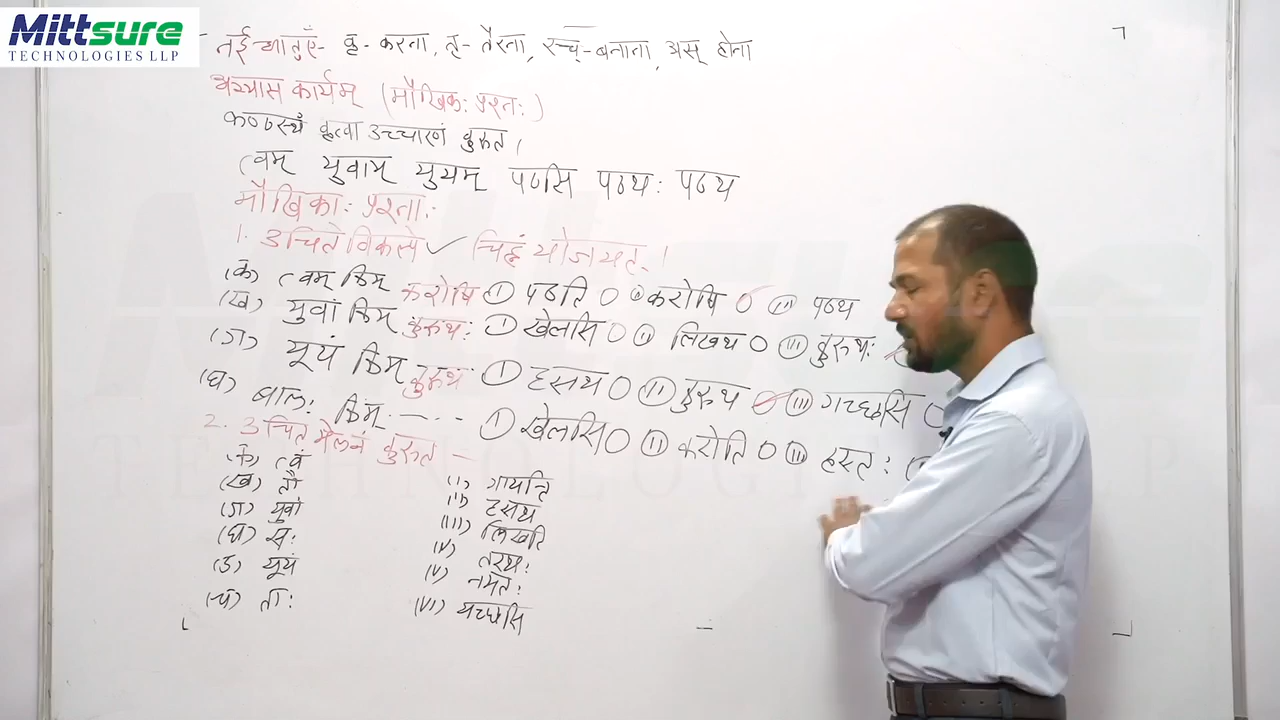 Mittsure
TECHNOLOGIES LLP
नई धातुएँ- कृ- करना, तृ- तैरना, रच्-बनाना, अस् होना
अभ्यास कार्यम् (मौखिक: प्रश्न: )
कण्ठस्थं कृत्वा उच्चारणं कुरुत।
त्वम् युवाम् युयम् पठसि पठथ: पठथ
मौखिका: प्रश्ना:
1. उचिते विकल्पे ✓ चिह्नं योजयत्।
(क) त्वम् किम् करोषि (I) पठति ○ (II) करोषि ○ (III) पठथ
(ख) युवां किम् कुरुथ: (I) खेलसि ○ (II) लिखथ ○ (III) कुरुथ:
(ग) यूयं किम् कुरुथ (I) हसथ ○ (II) कुरुथ ○ (III) गच्छसि ○
(घ) बाल: किम् ---- (I) खेलसि ○ (II) करोति ○ (III) हसत:
2. उचित मेलनं कुरुत –
(क) त्वं (I) गायति
(ख) तौ (II) हसथ
(ग) युवां (III) लिखति
(घ) स: (IV) तरथ:
(ङ) यूयं (V) नमत:
(च) ता: (VI) यच्छसि